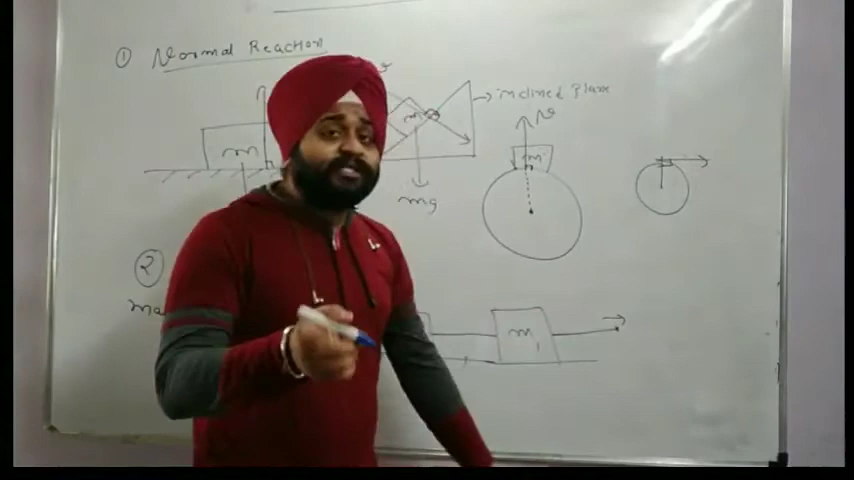 ① Normal Reaction
inclined Plane
N
m
m
m
mg
②
m1